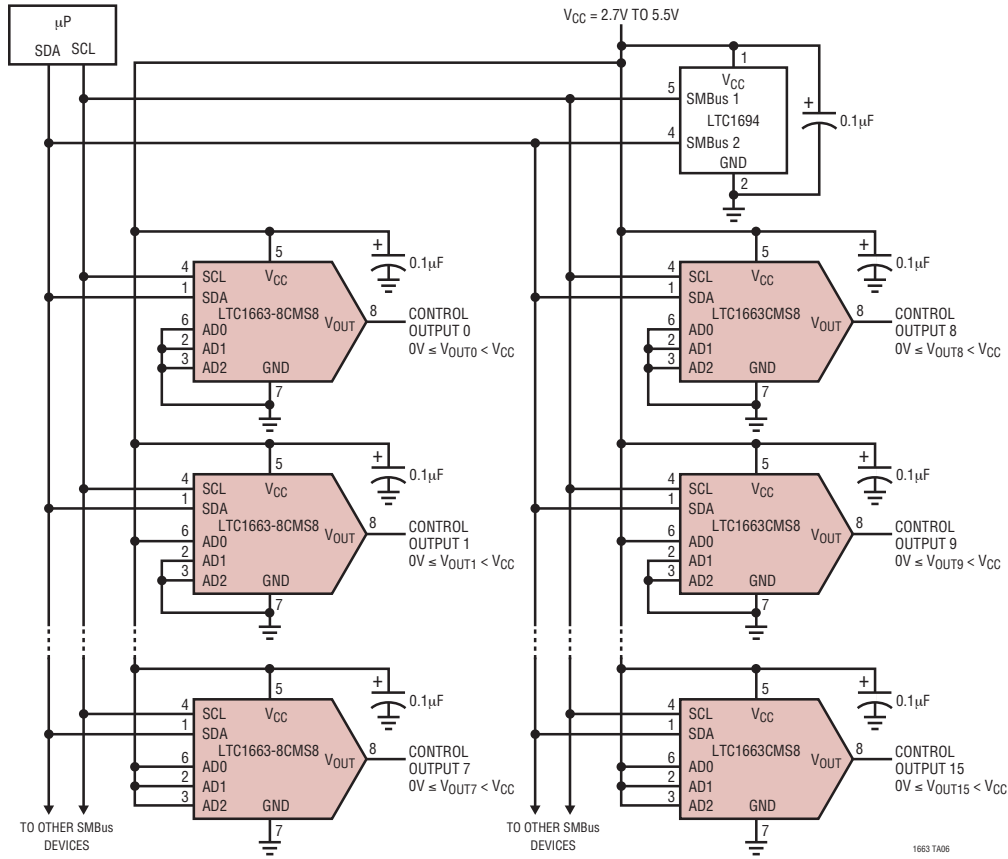 μP
SDA SCL
VCC = 2.7V TO 5.5V
1
VCC
5
SMBus 1
LTC1694
4
SMBus 2
GND
2
+
0.1μF
5
+
0.1μF
4
SCL
VCC
1
SDA
LTC1663-8CMS8
6
AD0
VOUT
8
2
AD1
3
AD2
GND
7
CONTROL
OUTPUT 0
0V ≤ VOUT0 < VCC
5
+
0.1μF
4
SCL
VCC
1
SDA
LTC1663CMS8
6
AD0
VOUT
8
2
AD1
3
AD2
GND
7
CONTROL
OUTPUT 8
0V ≤ VOUT8 < VCC
5
+
0.1μF
4
SCL
VCC
1
SDA
LTC1663-8CMS8
6
AD0
VOUT
8
2
AD1
3
AD2
GND
7
CONTROL
OUTPUT 1
0V ≤ VOUT1 < VCC
5
+
0.1μF
4
SCL
VCC
1
SDA
LTC1663CMS8
6
AD0
VOUT
8
2
AD1
3
AD2
GND
7
CONTROL
OUTPUT 9
0V ≤ VOUT9 < VCC
5
+
0.1μF
4
SCL
VCC
1
SDA
LTC1663-8CMS8
6
AD0
VOUT
8
2
AD1
3
AD2
GND
7
CONTROL
OUTPUT 7
0V ≤ VOUT7 < VCC
5
+
0.1μF
4
SCL
VCC
1
SDA
LTC1663CMS8
6
AD0
VOUT
8
2
AD1
3
AD2
GND
7
CONTROL
OUTPUT 15
0V ≤ VOUT15 < VCC
TO OTHER SMBus
DEVICES
TO OTHER SMBus
DEVICES
1663 TA06